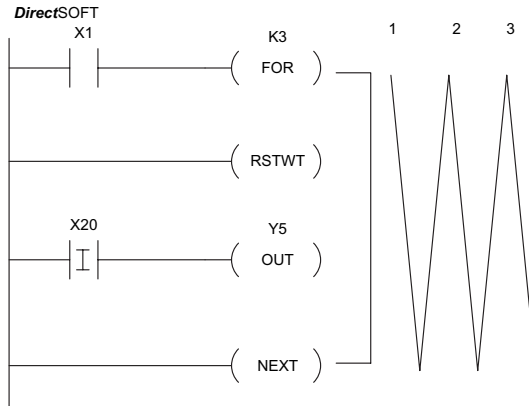 DirectSOFT
X1
K3
FOR
1 2 3
RSTWT
X20
Y5
OUT
NEXT